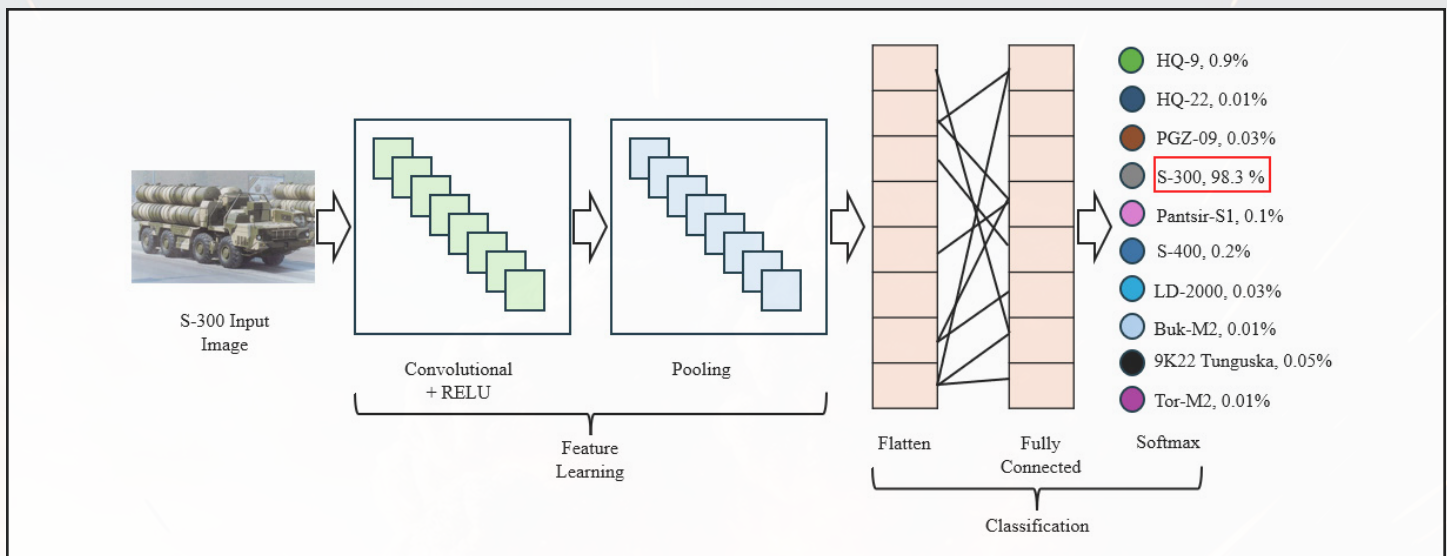 S-300 Input
Image
Convolutional
+ RELU
Pooling
Feature
Learning
Flatten
Fully
Connected
Softmax
Classification
HQ-9, 0.9%
HQ-22, 0.01%
PGZ-09, 0.03%
S-300, 98.3 %
Pantsir-S1, 0.1%
S-400, 0.2%
LD-2000, 0.03%
Buk-M2, 0.01%
9K22 Tunguska, 0.05%
Tor-M2, 0.01%